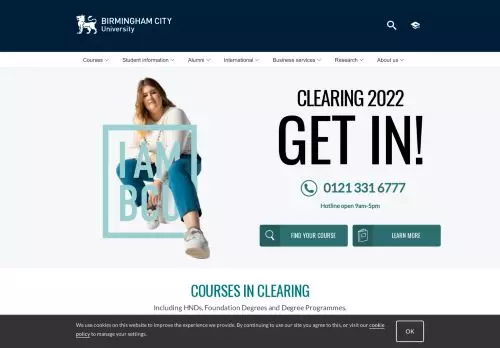 BIRMINGHAM CITY
University
Courses Student information Alumni International Business services Research About us
CLEARING 2022
GET IN!
0121 331 6777
Hotline open 9am-5pm
I AM
BCU
FIND YOUR COURSE LEARN MORE
COURSES IN CLEARING
Including HNDs, Foundation Degrees and Degree Programmes.
We use cookies on this website to improve the experience we provide. By continuing to use our site you agree to this, or visit our cookie
policy to manage your settings.
OK